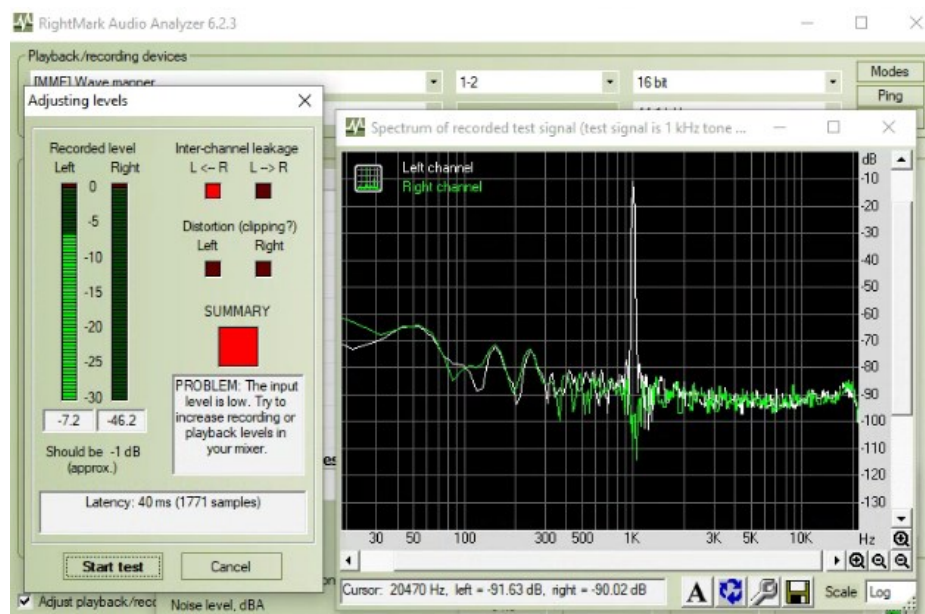 RightMark Audio Analyzer 6.2.3
Playback/recording devices
[MME] Wave mapper
1-2
16 bit
Modes
Ping
Adjusting levels
Recorded level
Left Right
0
-5
-10
-15
-20
-25
-30
-7.2 -46.2
Should be -1 dB
(approx.)
Inter-channel leakage
L <-- R L --> R
Distortion (clipping?)
Left Right
SUMMARY
PROBLEM: The input
level is low. Try to
increase recording or
playback levels in
your mixer.
Latency: 40 ms (1771 samples)
Start test Cancel
Adjust playback/rec
Noise level, dBA
Spectrum of recorded test signal (test signal is 1 kHz tone ...
Left channel
Right channel
dB
-10
-20
-30
-40
-50
-60
-70
-80
-90
-100
-110
-120
-130
30 50 100 300 500 1K 3K 5K 10K Hz
Cursor: 20470 Hz, left = -91.63 dB, right = -90.02 dB
A
Scale Log